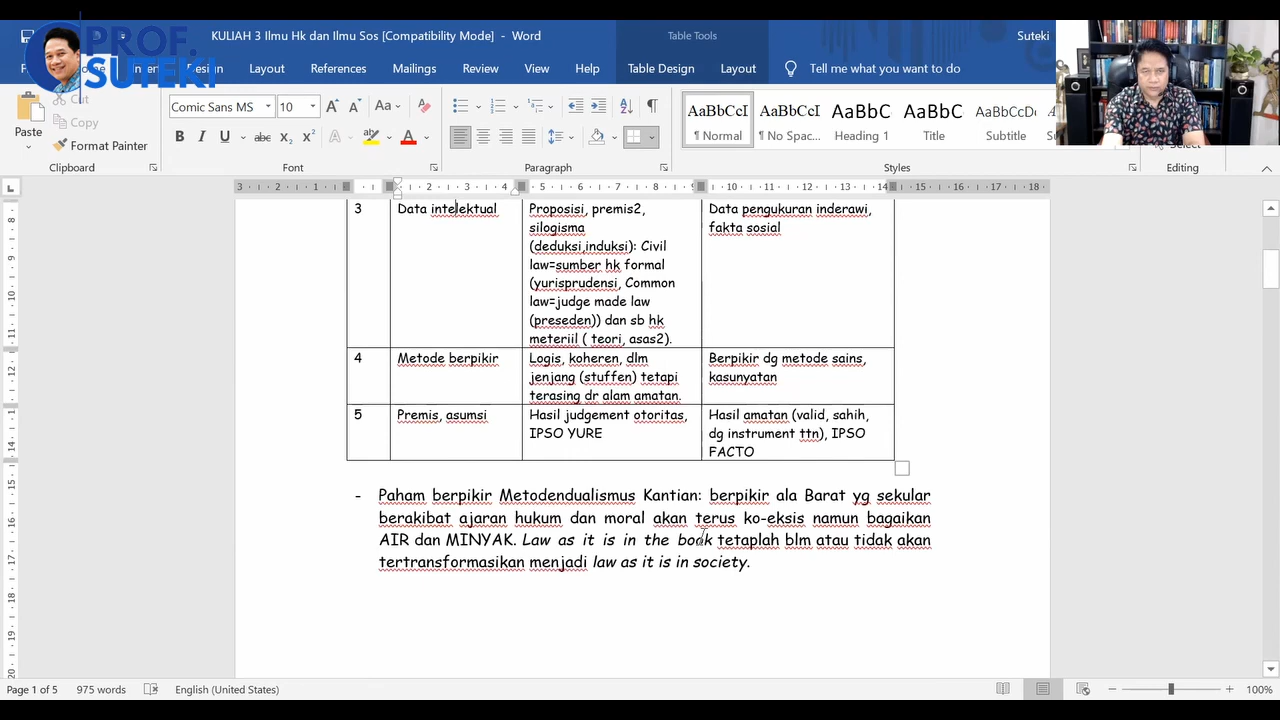 PROF.
SUTEKI
KULIAH 3 Ilmu Hk dan Ilmu Sos [Compatibility Mode] - Word
Table Tools
Suteki
Design
Layout
References
Mailings
Review
View
Help
Table Design
Layout
Tell me what you want to do
Paste
Cut
Copy
Format Painter
Clipboard
Comic Sans MS
10
Font
Paragraph
AaBbCcI
¶ Normal
AaBbCcI
¶ No Spac...
AaBbC
Heading 1
AaBbC
Title
AaBbCcD
Subtitle
Styles
Select
Editing
3
Data intelektual
Proposisi, premis2,
silogisma
(deduksi,induksi): Civil
law=sumber hk formal
(yurisprudensi, Common
law=judge made law
(preseden)) dan sb hk
meteriil ( teori, asas2).
Data pengukuran inderawi,
fakta sosial
4
Metode berpikir
Logis, koheren, dlm
jenjang (stuffen) tetapi
terasing dr alam amatan.
Berpikir dg metode sains,
kasunyatan
5
Premis, asumsi
Hasil judgement otoritas,
IPSO YURE
Hasil amatan (valid, sahih,
dg instrument ttn), IPSO
FACTO
- Paham berpikir Metodendualismus Kantian: berpikir ala Barat yg sekular
berakibat ajaran hukum dan moral akan terus ko-eksis namun bagaikan
AIR dan MINYAK. Law as it is in the book tetaplah blm atau tidak akan
tertransformasikan menjadi law as it is in society.
Page 1 of 5
975 words
English (United States)
100%